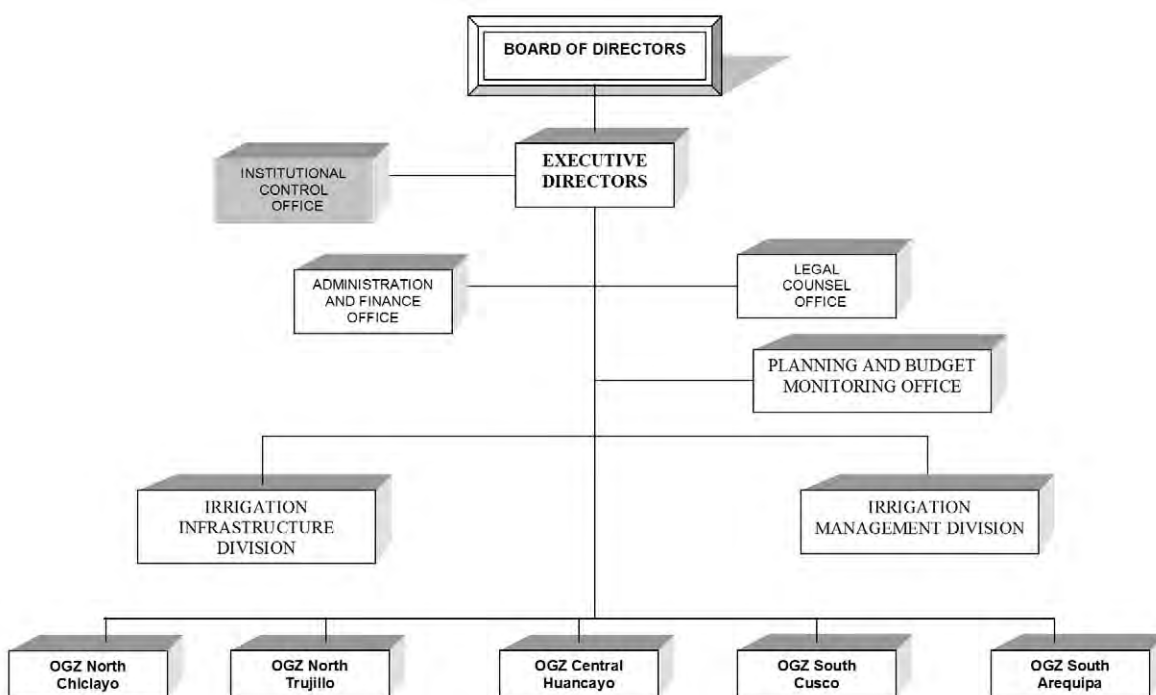 BOARD OF DIRECTORS
EXECUTIVE
DIRECTORS
INSTITUTIONAL
CONTROL
OFFICE
ADMINISTRATION
AND FINANCE
OFFICE
LEGAL
COUNSEL
OFFICE
PLANNING AND BUDGET
MONITORING OFFICE
IRRIGATION
INFRASTRUCTURE
DIVISION
IRRIGATION
MANAGEMENT DIVISION
OGZ North
Chiclayo
OGZ North
Trujillo
OGZ Central
Huancayo
OGZ South
Cusco
OGZ South
Arequipa